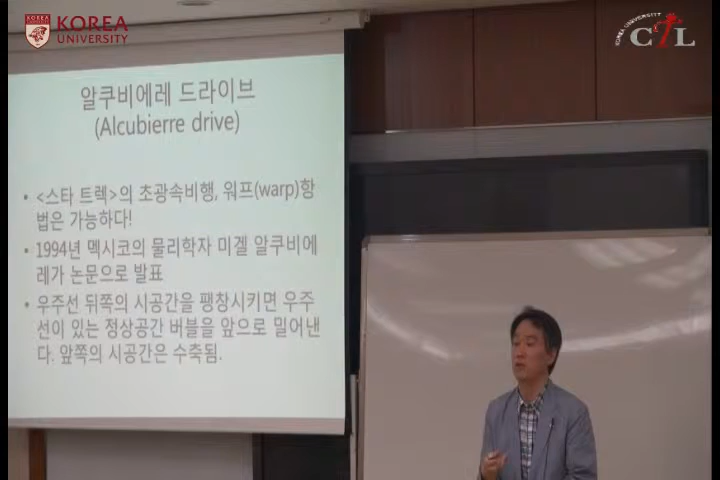 KOREA
UNIVERSITY
KOREA UNIVERSITY
CTL
알쿠비에레 드라이브
(Alcubierre drive)
• <스타 트렉>의 초광속비행, 워프(warp)항
법은 가능하다!
• 1994년 멕시코의 물리학자 미겔 알쿠비에
레가 논문으로 발표
• 우주선 뒤쪽의 시공간을 팽창시키면 우주
선이 있는 정상공간 버블을 앞으로 밀어낸
다. 앞쪽의 시공간은 수축됨.